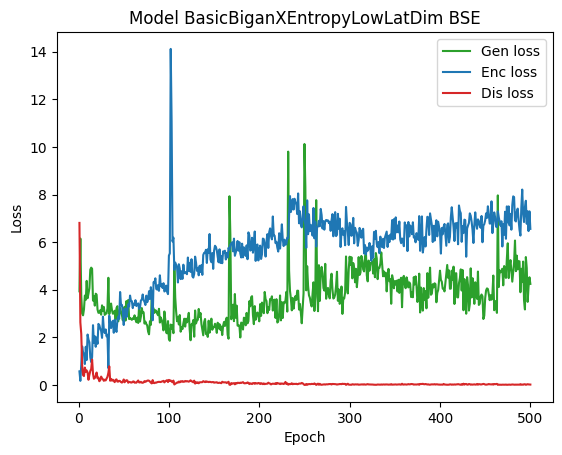 Model BasicBiganXEntropyLowLatDim BSE
Gen loss
Enc loss
Dis loss
Loss
14
12
10
8
6
4
2
0
0 100 200 300 400 500
Epoch